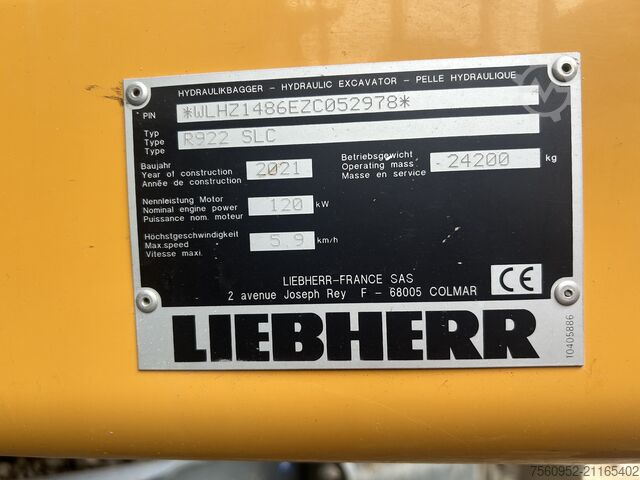 HYDRAULIKBAGGER - HYDRAULIC EXCAVATOR - PELLE HYDRAULIQUE
PIN *WLHZ1486EZC052978*
Typ
Type R922 SLC
Type
Baujahr
Year of construction 2021
Année de construction
Betriebsgewicht
Operating mass 24200 kg
Masse en service
Nennleistung Motor
Nominal engine power 120 kW
Puissance nom. moteur
Höchstgeschwindigkeit
Max.speed 5.9 km/h
Vitesse maxi.
LIEBHERR-FRANCE SAS
2 avenue Joseph Rey F - 68005 COLMAR
CE
LIEBHERR
10405886
7560952-21165402